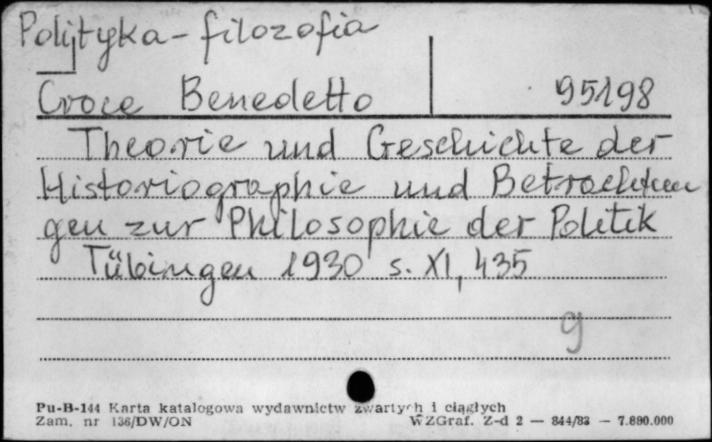 Polityka - filozofia
Croce Benedetto 95198
Theorie und Geschichte der
Historiographie und Betrachtun
gen zur Philosophie der Politik
Tübingen 1930 s. XI, 435
g
Pu-B-144 Karta katalogowa wydawnictw zwartych i ciągłych
Zam. nr 136/DW/ON WZGraf. Z-d 2 — 844/83 — 7.880.000